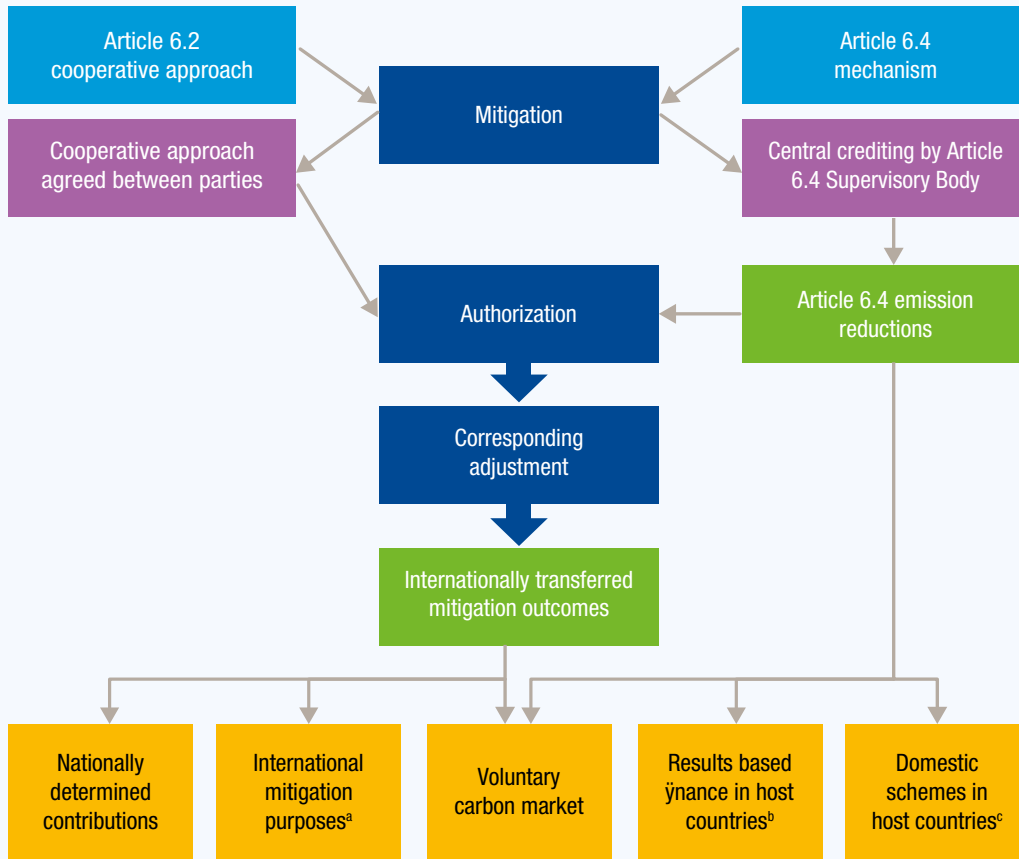 Article 6.2
cooperative approach
Article 6.4
mechanism
Mitigation
Cooperative approach
agreed between parties
Central crediting by Article
6.4 Supervisory Body
Authorization
Article 6.4 emission
reductions
Corresponding
adjustment
Internationally transferred
mitigation outcomes
Nationally
determined
contributions
International
mitigation
purposesᵃ
Voluntary
carbon market
Results based
ÿnance in host
countriesᵇ
Domestic
schemes in
host countriesᶜ